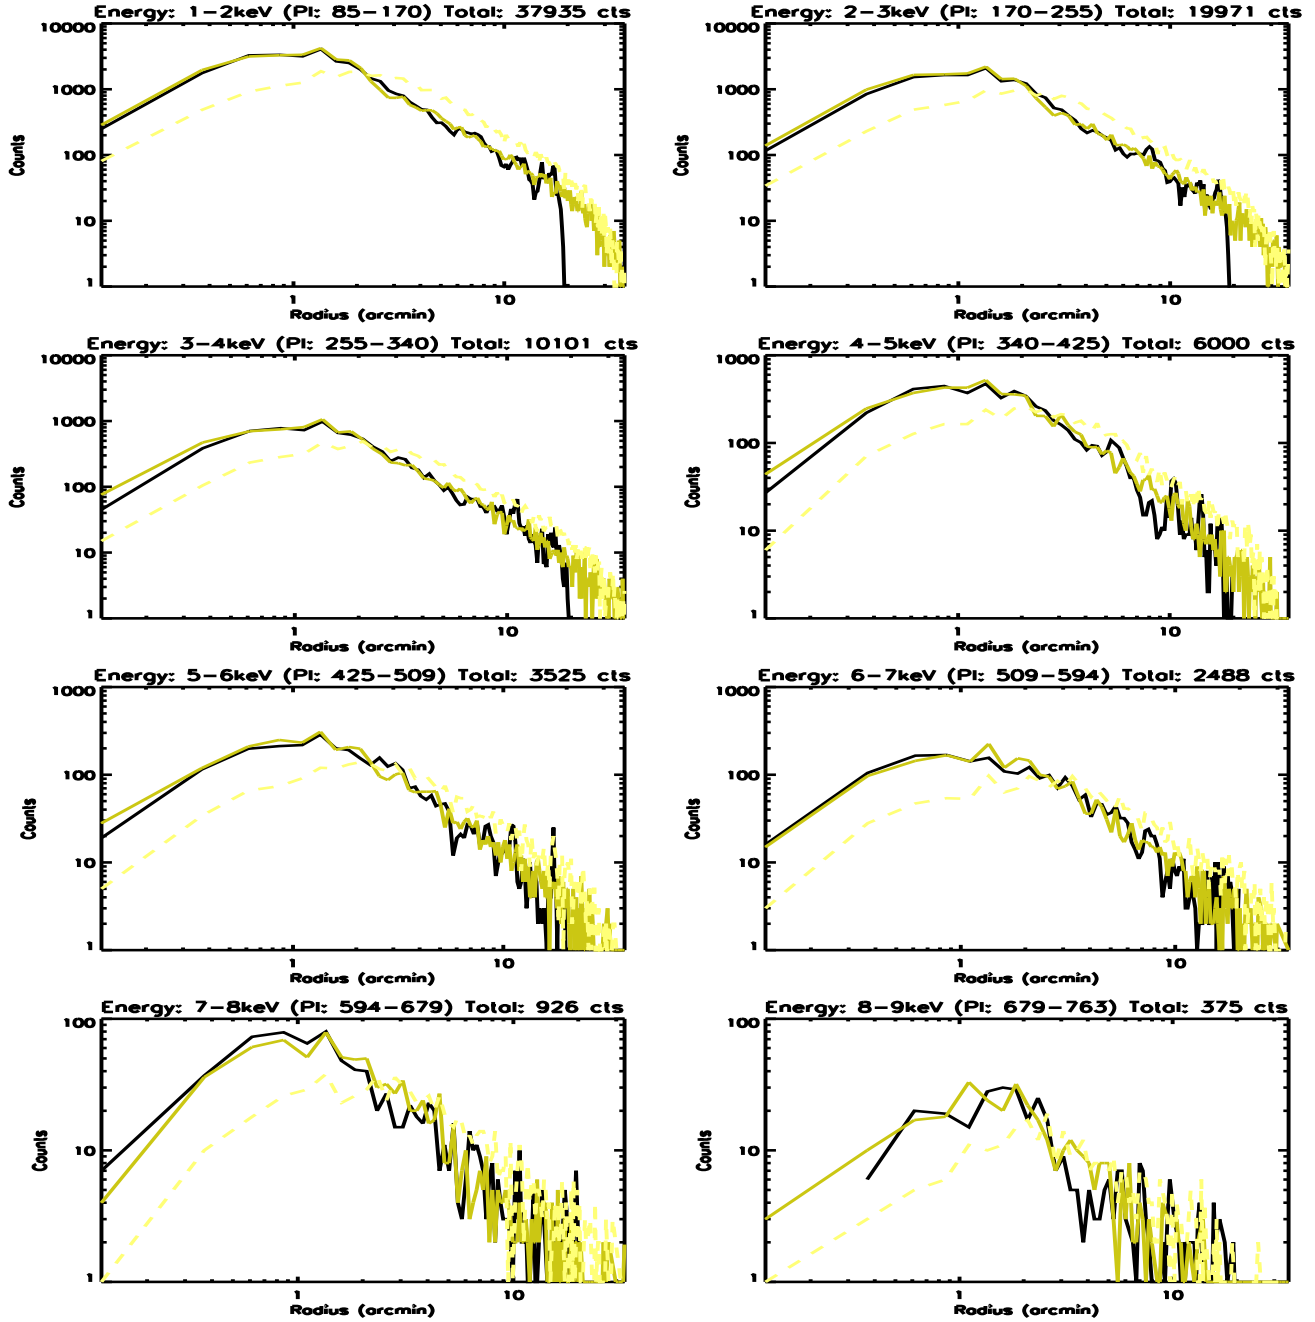 Energy: 1-2keV (PI: 85-170) Total: 37935 cts
10000
1000
100
10
1
Counts
1 10
Radius (arcmin)
Energy: 2-3keV (PI: 170-255) Total: 19971 cts
10000
1000
100
10
1
Counts
1 10
Radius (arcmin)
Energy: 3-4keV (PI: 255-340) Total: 10101 cts
10000
1000
100
10
1
Counts
1 10
Radius (arcmin)
Energy: 4-5keV (PI: 340-425) Total: 6000 cts
1000
100
10
1
Counts
1 10
Radius (arcmin)
Energy: 5-6keV (PI: 425-509) Total: 3525 cts
1000
100
10
1
Counts
1 10
Radius (arcmin)
Energy: 6-7keV (PI: 509-594) Total: 2488 cts
1000
100
10
1
Counts
1 10
Radius (arcmin)
Energy: 7-8keV (PI: 594-679) Total: 926 cts
100
10
1
Counts
1 10
Radius (arcmin)
Energy: 8-9keV (PI: 679-763) Total: 375 cts
100
10
1
Counts
1 10
Radius (arcmin)